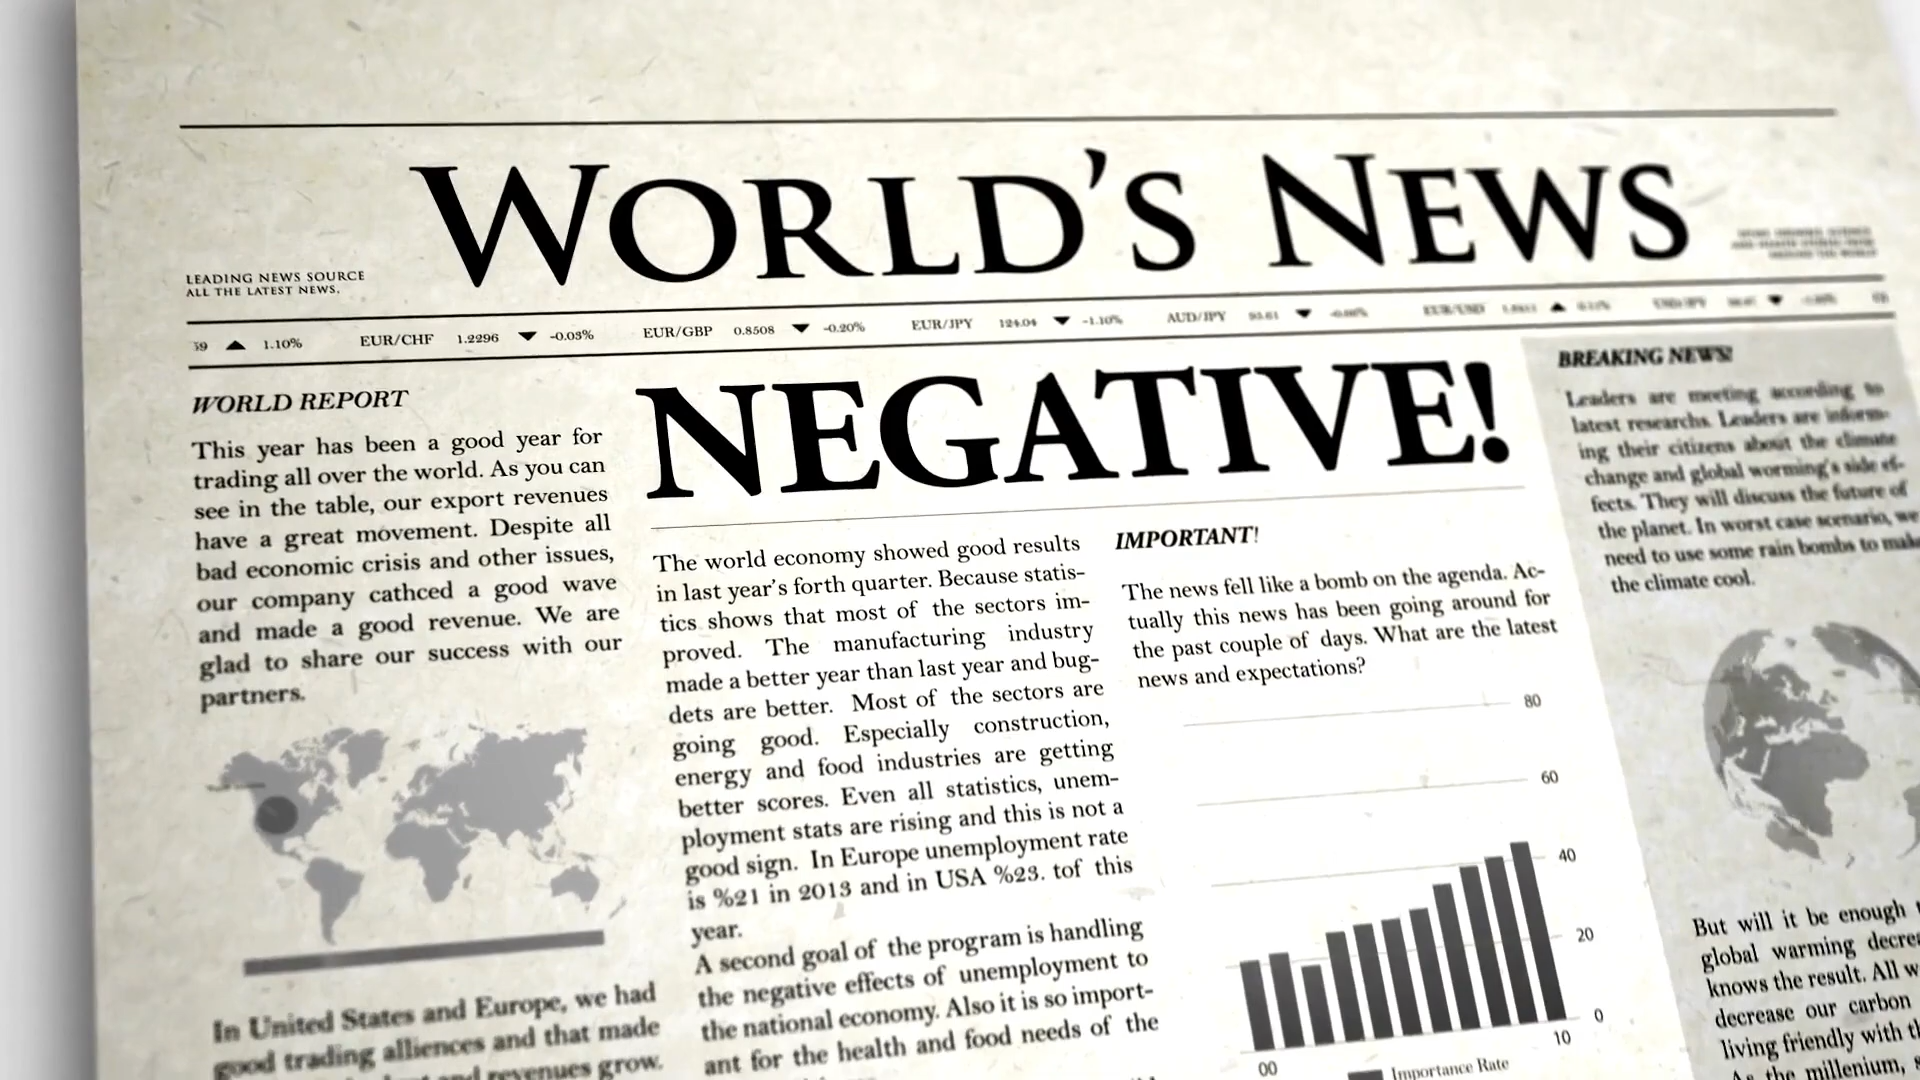 WORLD'S NEWS
LEADING NEWS SOURCE
ALL THE LATEST NEWS.
59 ▲ 1.10% EUR/CHF 1.2296 ▼ -0.03% EUR/GBP 0.8508 ▼ -0.20% EUR/JPY 124.04 ▼ -1.10% AUD/JPY
WORLD REPORT
This year has been a good year for
trading all over the world. As you can
see in the table, our export revenues
have a great movement. Despite all
bad economic crisis and other issues,
our company cathced a good wave
and made a good revenue. We are
glad to share our success with our
partners.
In United States and Europe, we had
good trading alliences and that made
revenues grow.
NEGATIVE!
The world economy showed good results
in last year's forth quarter. Because statis-
tics shows that most of the sectors im-
proved. The manufacturing industry
made a better year than last year and bug-
dets are better. Most of the sectors are
going good. Especially construction,
energy and food industries are getting
better scores. Even all statistics, unem-
ployment stats are rising and this is not a
good sign. In Europe unemployment rate
is %21 in 2013 and in USA %23. tof this
year.
A second goal of the program is handling
the negative effects of unemployment to
the national economy. Also it is so import-
ant for the health and food needs of the
IMPORTANT!
The news fell like a bomb on the agenda. Ac-
tually this news has been going around for
the past couple of days. What are the latest
news and expectations?
80
60
40
20
0
00 10
Importance Rate
BREAKING NEWS!
Leaders are meeting according to
latest researchs. Leaders are inform-
ing their citizens about the climate
change and global worming's side ef-
fects. They will discuss the future of
the planet. In worst case scenario, we
need to use some rain bombs to make
the climate cool.
But will it be enough
global warming
knows the result. All
decrease our carbon
living friendly with
As the millenium,